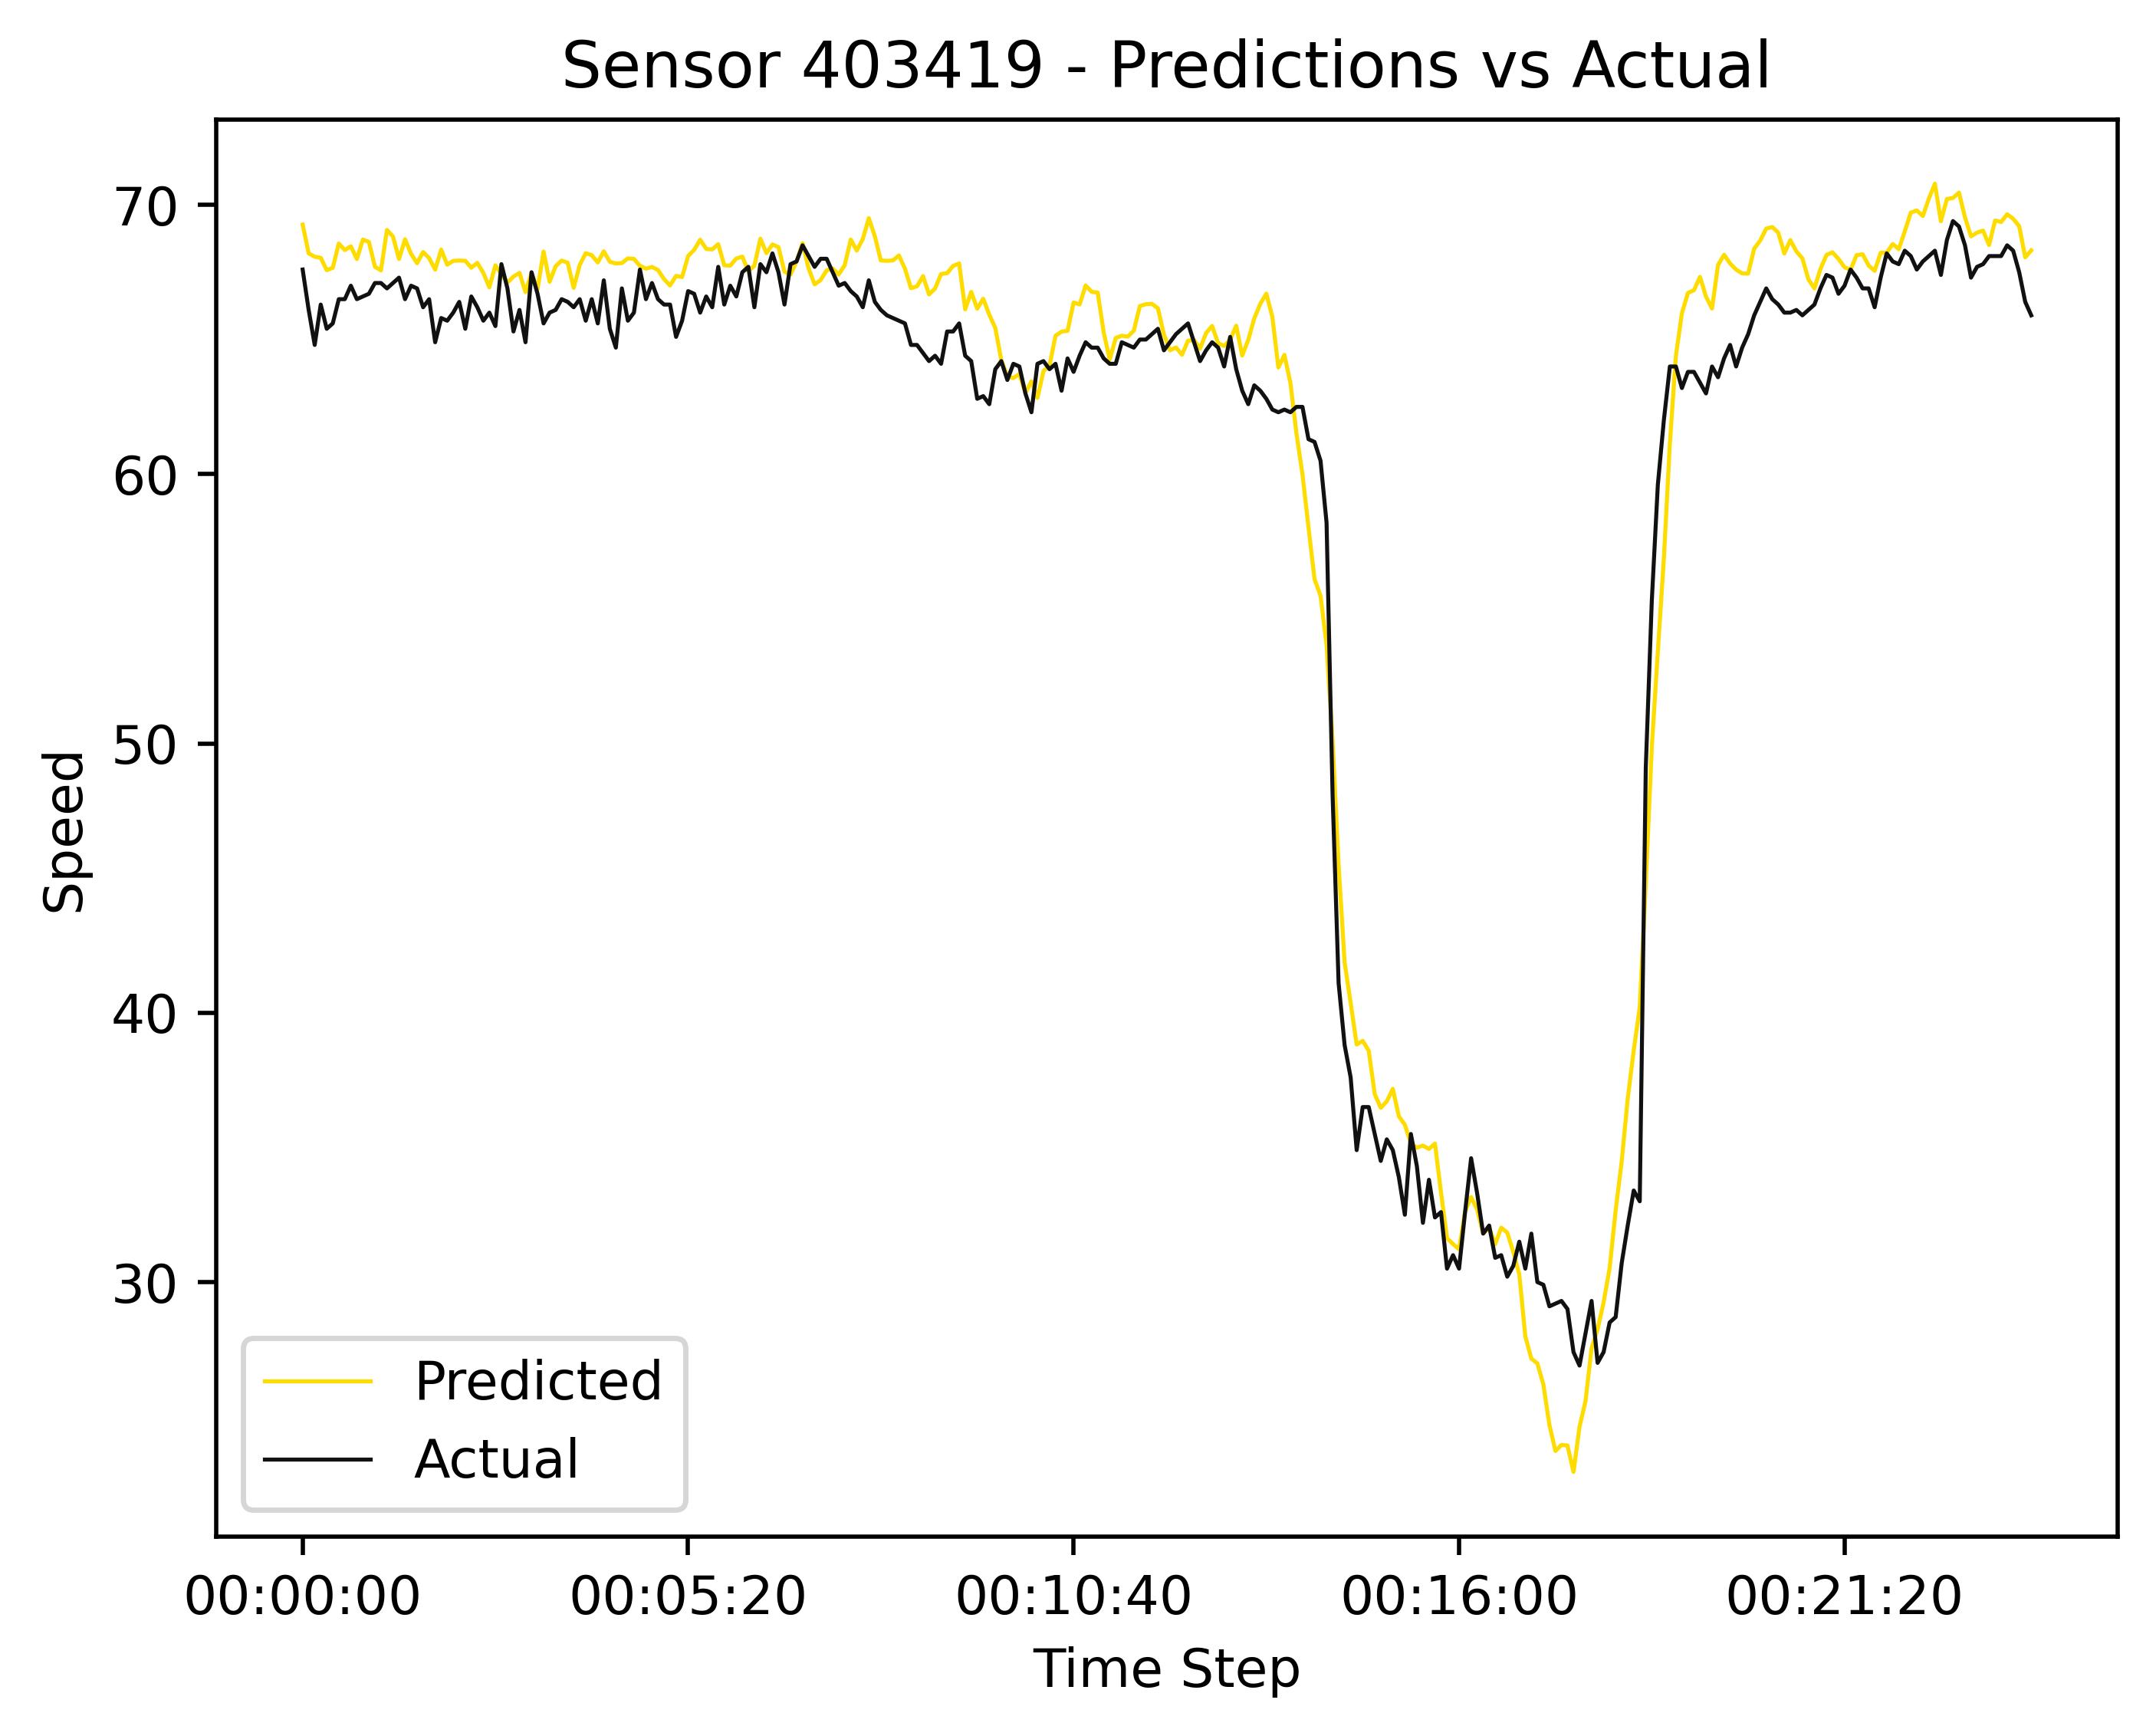 Sensor 403419 - Predictions vs Actual
70
60
50
40
30
Speed
Predicted
Actual
00:00:00 00:05:20 00:10:40 00:16:00 00:21:20
Time Step